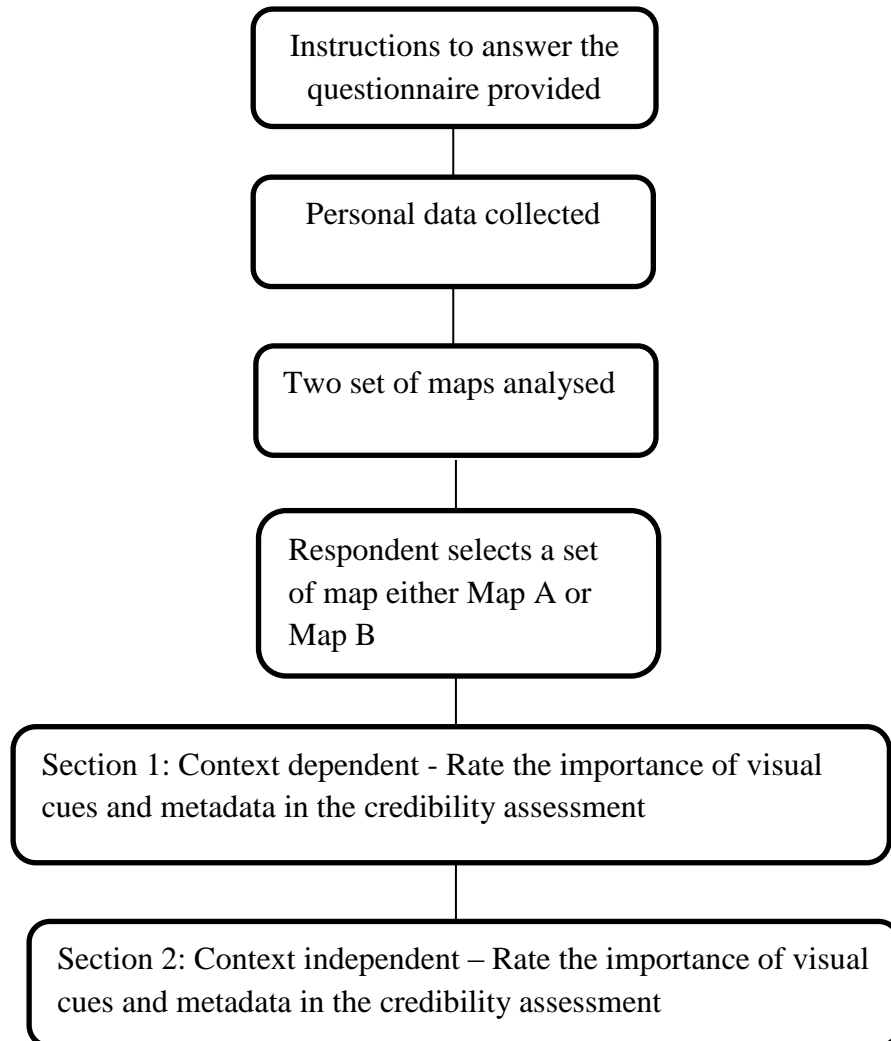 Instructions to answer the
questionnaire provided
Personal data collected
Two set of maps analysed
Respondent selects a set
of map either Map A or
Map B
Section 1: Context dependent - Rate the importance of visual
cues and metadata in the credibility assessment
Section 2: Context independent – Rate the importance of visual
cues and metadata in the credibility assessment